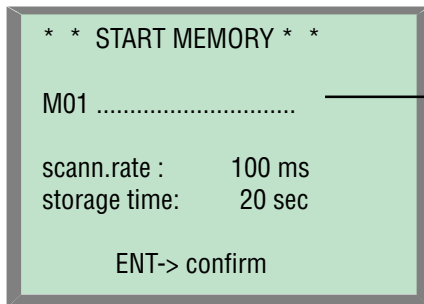 * * START MEMORY * *
M01 ..............................
scann.rate : 100 ms
storage time: 20 sec
ENT-> confirm